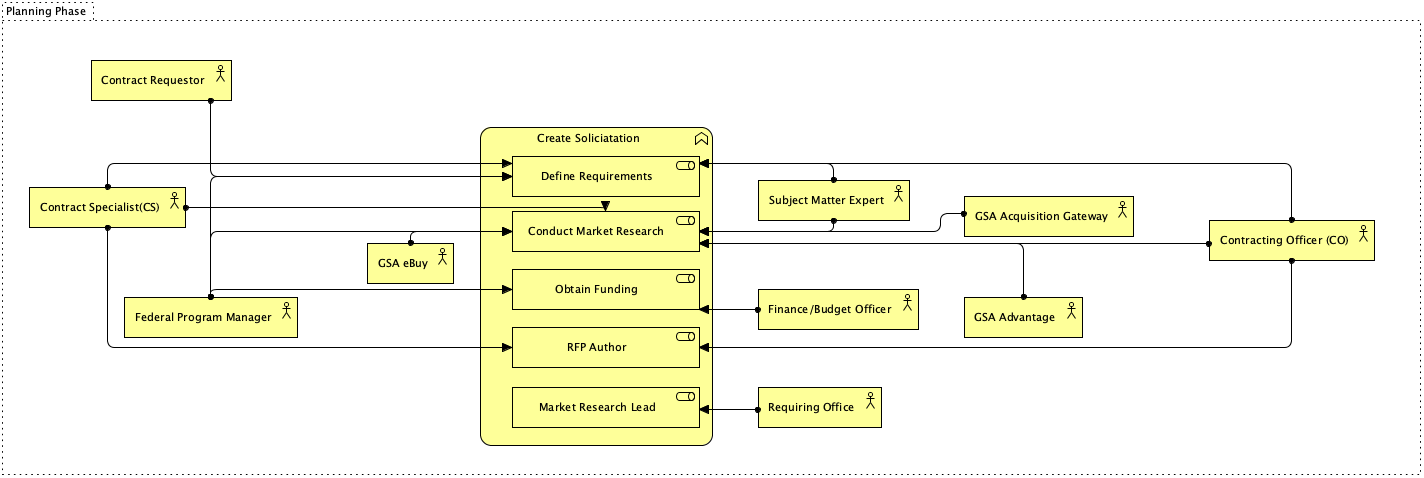 Planning Phase
Contract Requestor
Create Soliciatation
Define Requirements
Contract Specialist(CS)
Subject Matter Expert
GSA Acquisition Gateway
Conduct Market Research
Contracting Officer (CO)
GSA eBuy
Obtain Funding
Federal Program Manager
Finance/Budget Officer
GSA Advantage
RFP Author
Market Research Lead
Requiring Office